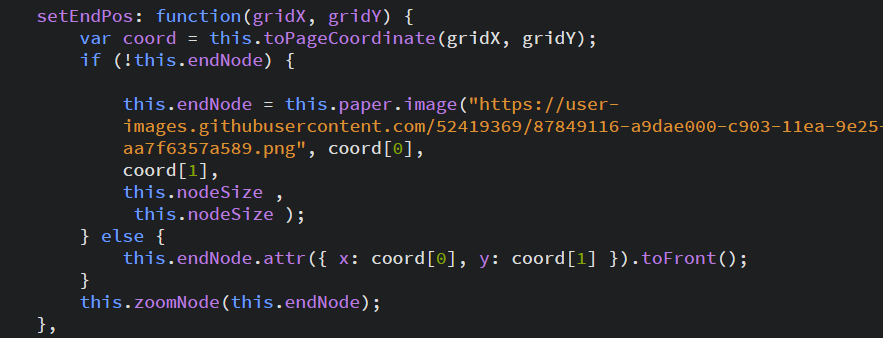 setEndPos: function(gridX, gridY) {
var coord = this.toPageCoordinate(gridX, gridY);
if (!this.endNode) {
this.endNode = this.paper.image("https://user-
images.githubusercontent.com/52419369/87849116-a9dae000-c903-11ea-9e25-
aa7f6357a589.png", coord[0],
coord[1],
this.nodeSize ,
this.nodeSize );
} else {
this.endNode.attr({ x: coord[0], y: coord[1] }).toFront();
}
this.zoomNode(this.endNode);
},